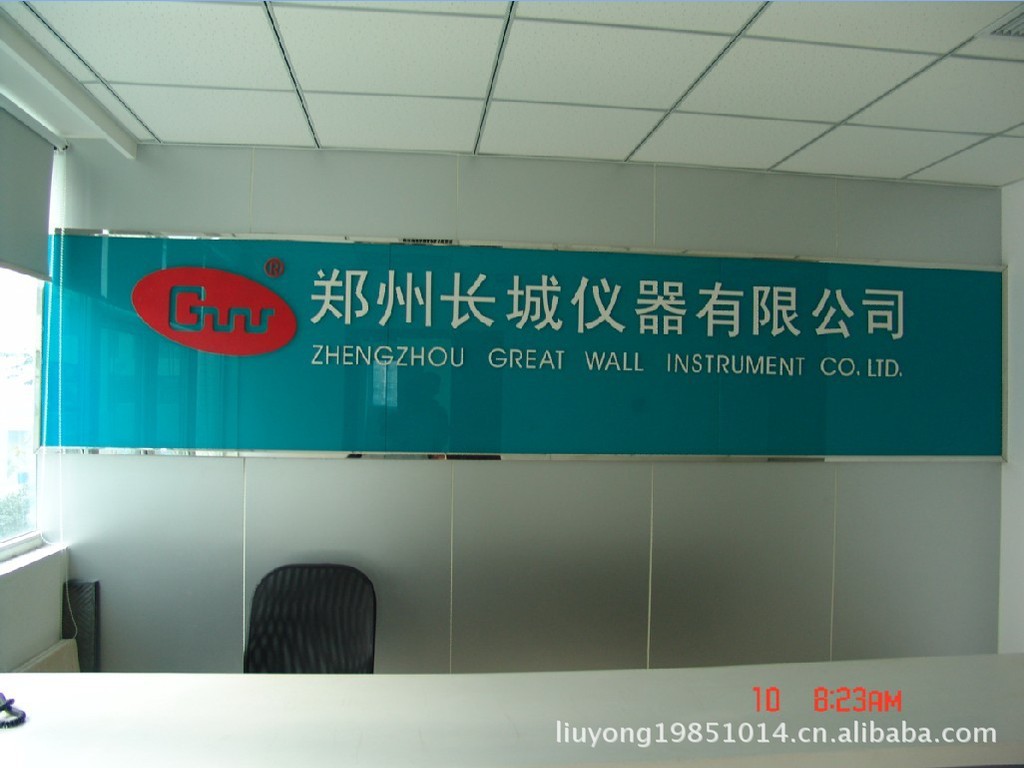 ®
Gww
郑州长城仪器有限公司
ZHENGZHOU GREAT WALL INSTRUMENT CO. LTD.
10 8:23AM
liuyong19851014.cn.alibaba.com